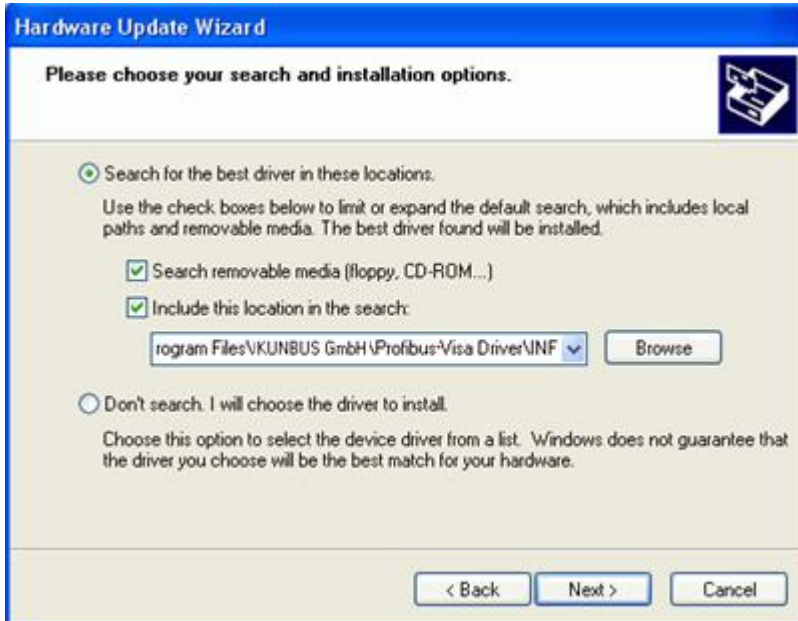 Hardware Update Wizard
Please choose your search and installation options.
Search for the best driver in these locations.
Use the check boxes below to limit or expand the default search, which includes local
paths and removable media. The best driver found will be installed.
Search removable media (floppy, CD-ROM...)
Include this location in the search:
rogram Files\KUNBUS GmbH\Profibus-Visa Driver\INF
Browse
Don't search. I will choose the driver to install.
Choose this option to select the device driver from a list. Windows does not guarantee that
the driver you choose will be the best match for your hardware.
< Back Next > Cancel